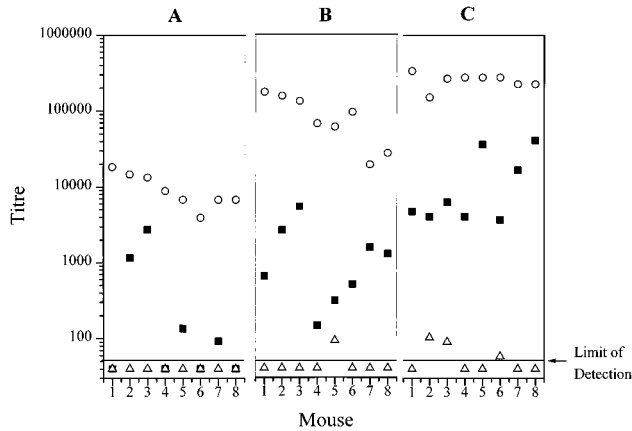 A B C
1000000
100000
10000
1000
100
Titre
Limit of
Detection
1 2 3 4 5 6 7 8 1 2 3 4 5 6 7 8 1 2 3 4 5 6 7 8
Mouse